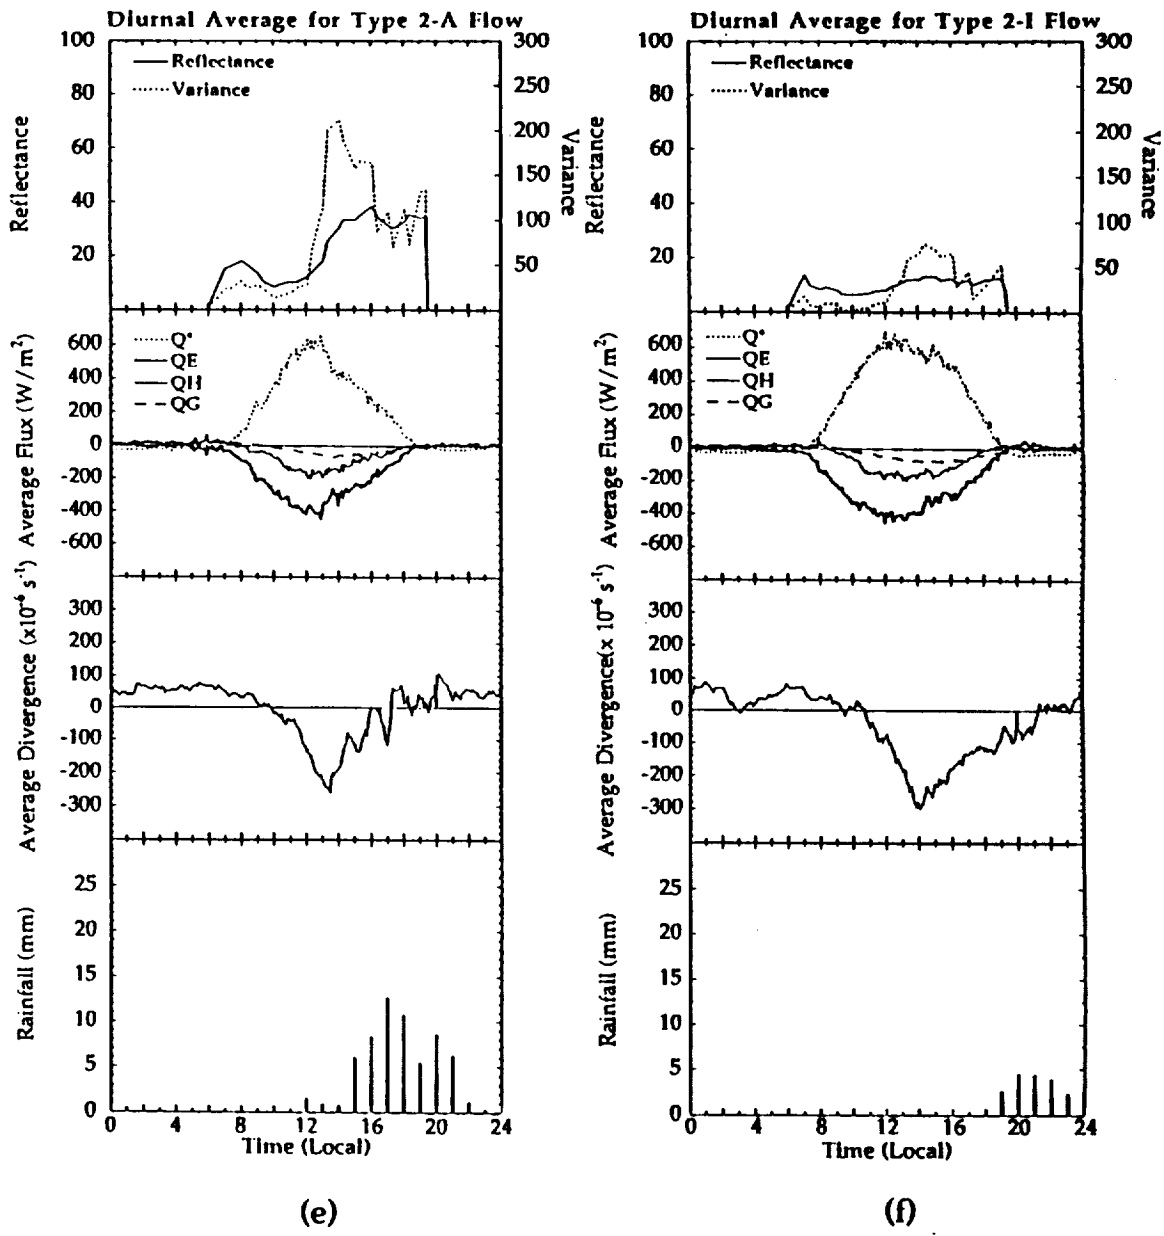 Diurnal Average for Type 2-A Flow
100
80
60
40
20
Reflectance
Reflectance
Variance
300
250
200
150
100
50
Variance
600
400
200
0
-200
-400
-600
Average Flux (W/m²)
Q*
QE
QH
QG
300
200
100
0
-100
-200
-300
Average Divergence (x10⁻⁶ s⁻¹)
25
20
15
10
5
0
Rainfall (mm)
0 4 8 12 16 20 24
Time (Local)
(e)
Diurnal Average for Type 2-I Flow
100
80
60
40
20
Reflectance
Reflectance
Variance
300
250
200
150
100
50
Variance
600
400
200
0
-200
-400
-600
Average Flux (W/m²)
Q*
QE
QH
QG
300
200
100
0
-100
-200
-300
Average Divergence(x 10⁻⁶ s⁻¹)
25
20
15
10
5
0
Rainfall (mm)
0 4 8 12 16 20 24
Time (Local)
(f)